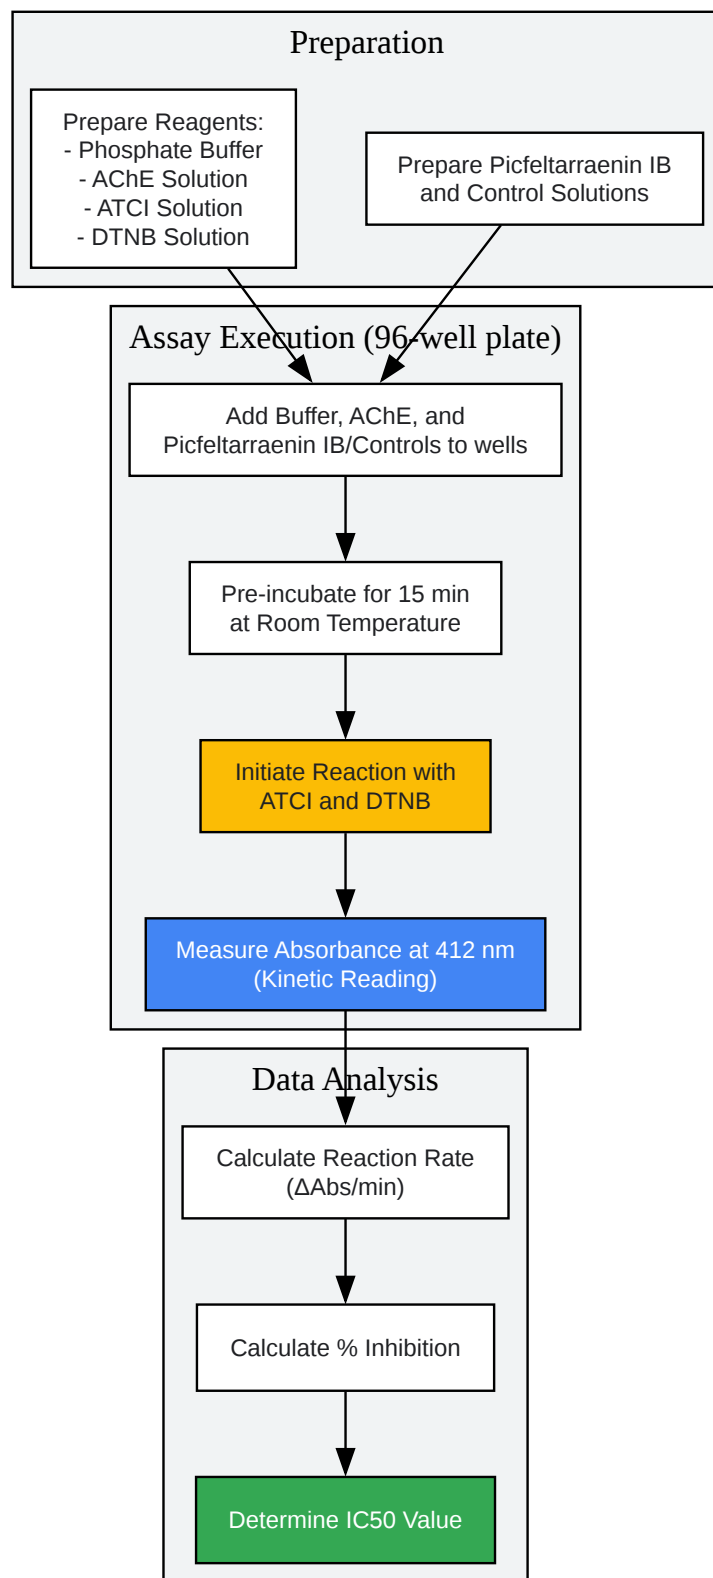 Preparation
Prepare Reagents:
- Phosphate Buffer
- AChE Solution
- ATCI Solution
- DTNB Solution
Prepare Picfeltarraenin IB
and Control Solutions
Assay Execution (96-well plate)
Add Buffer, AChE, and
Picfeltarraenin IB/Controls to wells
Pre-incubate for 15 min
at Room Temperature
Initiate Reaction with
ATCI and DTNB
Measure Absorbance at 412 nm
(Kinetic Reading)
Data Analysis
Calculate Reaction Rate
(ΔAbs/min)
Calculate % Inhibition
Determine IC50 Value